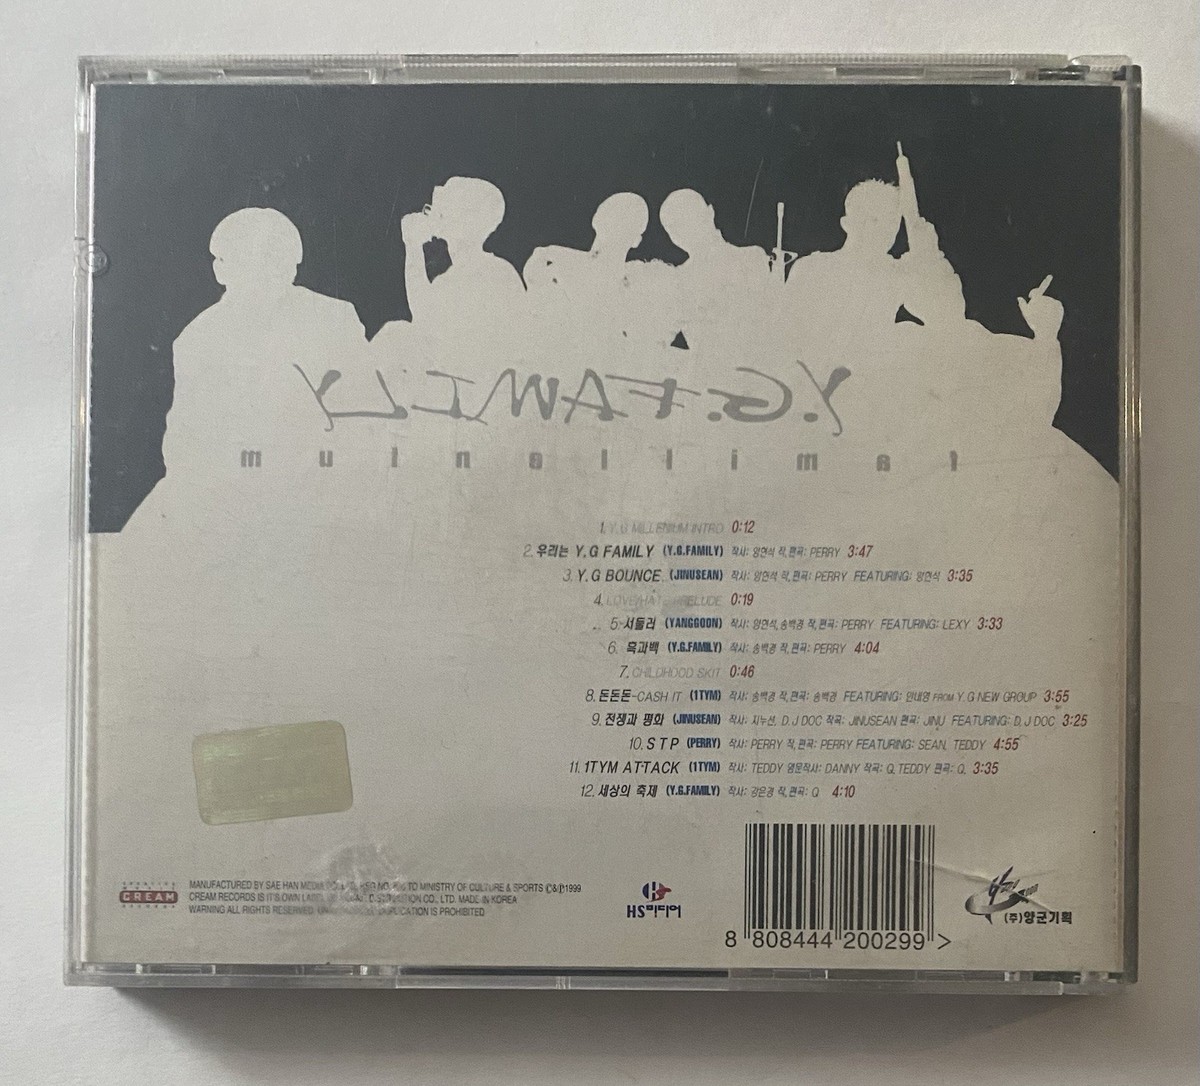 Y.G.FAMILY
famillenium
1. Y.G MILLENIUM INTRO 0:12
2. 우리는 Y.G FAMILY (Y.G.FAMILY) 작사: 양현석 작,편곡: PERRY 3:47
3. Y.G BOUNCE (JINUSEAN) 작사: 양현석 작,편곡: PERRY FEATURING: 양현석 3:35
4. LOVE/HATE PRELUDE 0:19
5. 서둘러 (YANGGOON) 작사: 양현석,송백경 작,편곡: PERRY FEATURING: LEXY 3:33
6. 흑과백 (Y.G.FAMILY) 작사: 송백경 작,편곡: PERRY 4:04
7. CHILDHOOD SKIT 0:46
8. 돈돈돈-CASH IT (1TYM) 작사: 송백경 작,편곡: 송백경 FEATURING: FROM Y.G NEW GROUP 3:55
9. 전쟁과 평화 (JINUSEAN) 작사: 지누션, D.J DOC 작곡: JINUSEAN 편곡: JINU FEATURING: D.J DOC 3:25
10. S T P (PERRY) 작사: PERRY 작,편곡: PERRY FEATURING: SEAN, TEDDY 4:55
11. 1TYM ATTACK (1TYM) 작사: TEDDY 영문작사: DANNY 작곡: Q, TEDDY 편곡: Q, 3:35
12. 세상의 축제 (Y.G.FAMILY) 작사: 강은경 작,편곡: Q 4:10
CREAM
RECORDS
MANUFACTURED BY SAE HAN MEDIA REG NO. TO MINISTRY OF CULTURE & SPORTS ©&℗1999
CREAM RECORDS IS IT'S OWN LABEL DISTRIBUTION CO., LTD. MADE IN KOREA
WARNING ALL RIGHTS RESERVED. DUPLICATION IS PROHIBITED
HS미디어
8 808444 200299 >
(주)양군기획